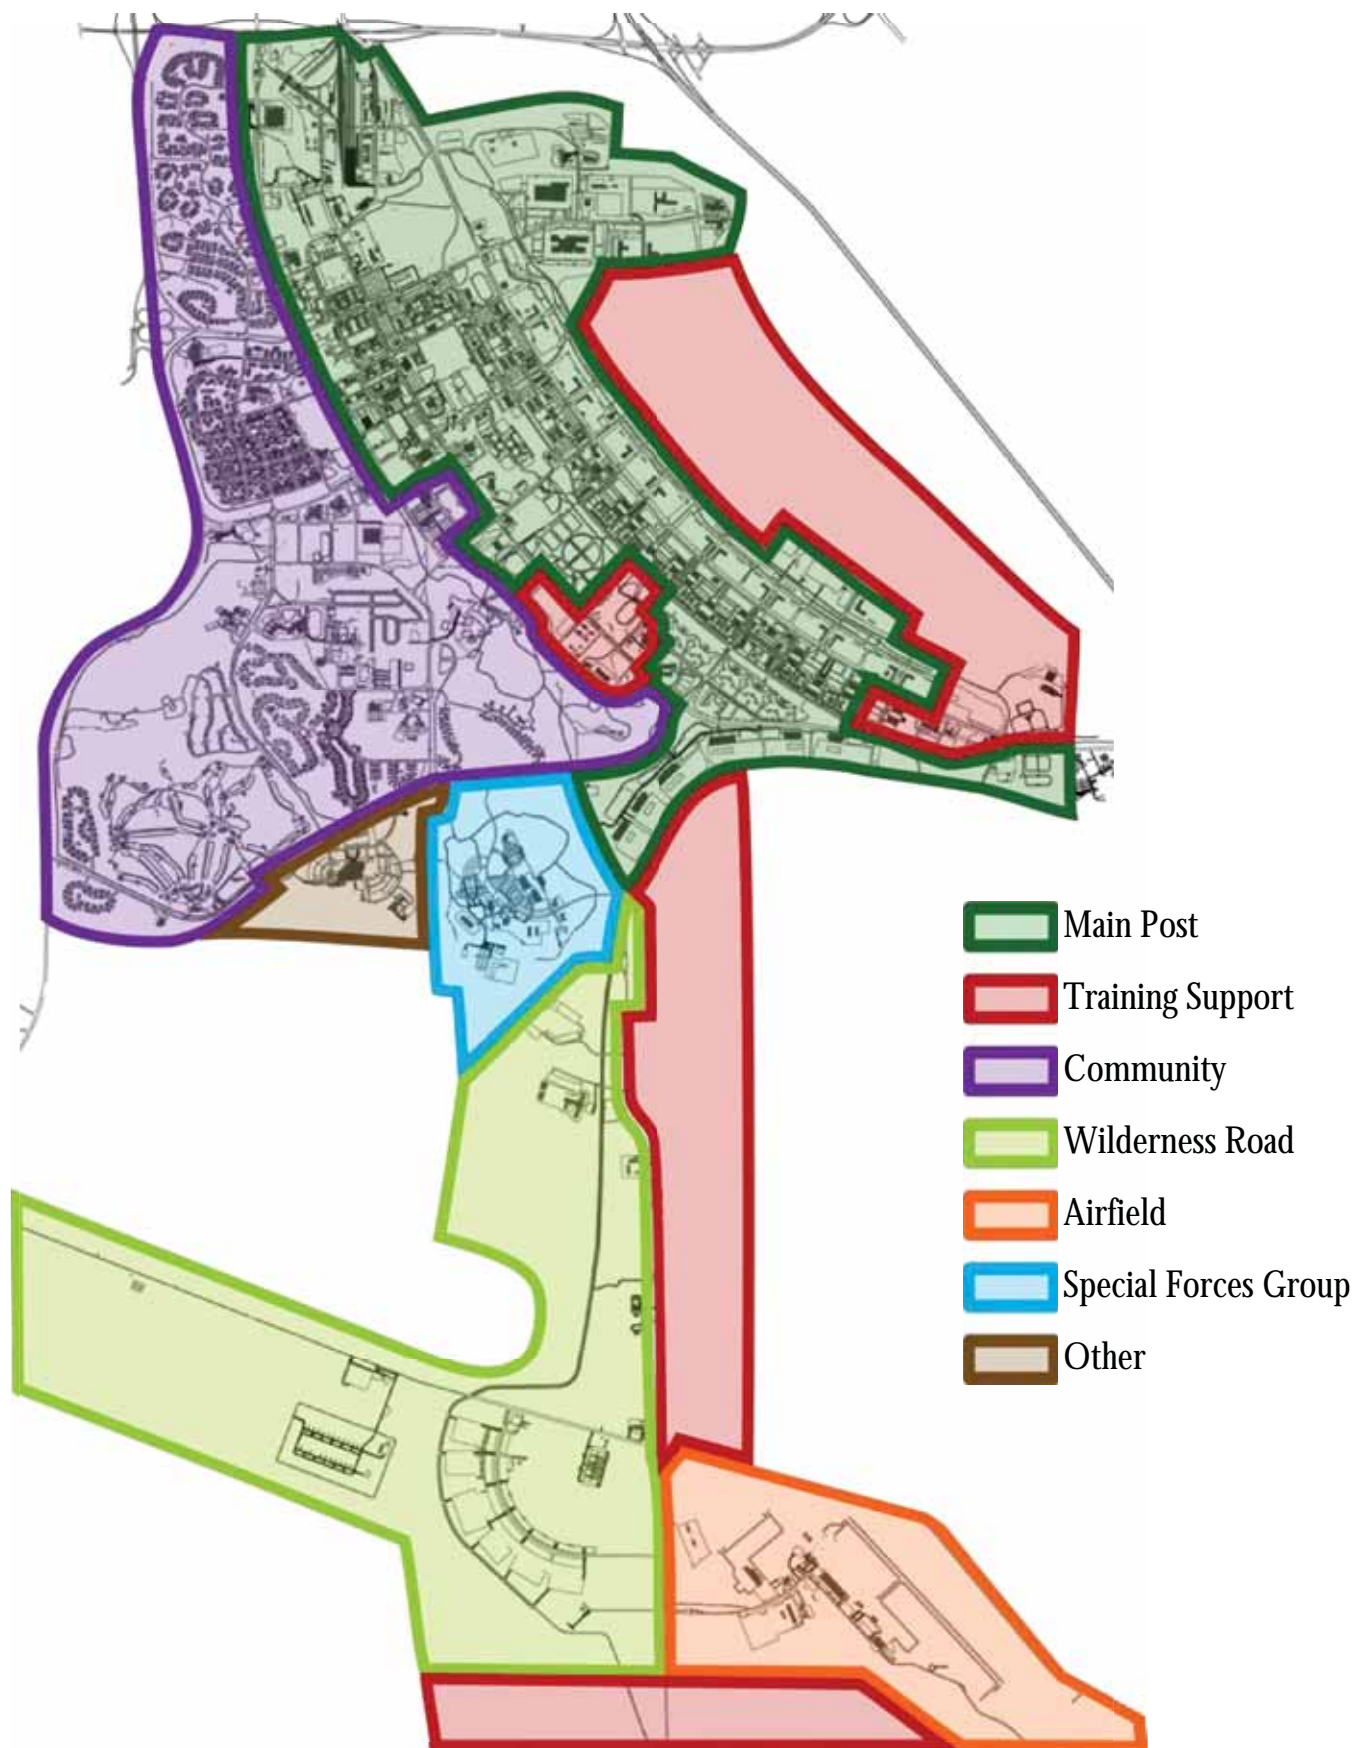 Main Post
Training Support
Community
Wilderness Road
Airfield
Special Forces Group
Other